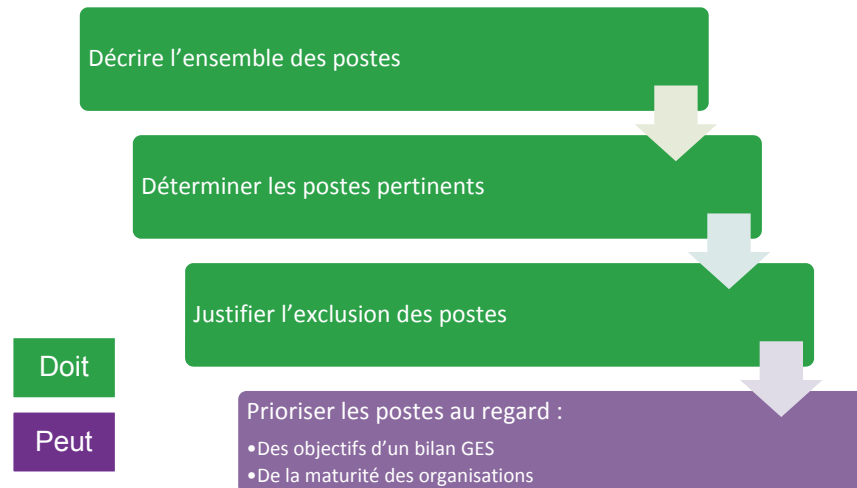 Décrire l'ensemble des postes
Déterminer les postes pertinents
Justifier l'exclusion des postes
Doit
Peut
Prioriser les postes au regard :
•Des objectifs d'un bilan GES
•De la maturité des organisations